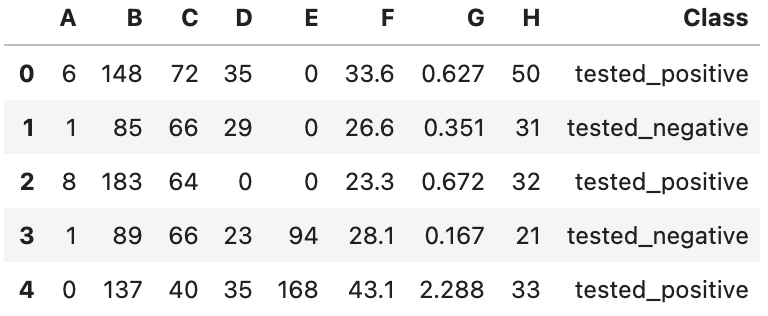 A B C D E F G H Class
0 6 148 72 35 0 33.6 0.627 50 tested_positive
1 1 85 66 29 0 26.6 0.351 31 tested_negative
2 8 183 64 0 0 23.3 0.672 32 tested_positive
3 1 89 66 23 94 28.1 0.167 21 tested_negative
4 0 137 40 35 168 43.1 2.288 33 tested_positive